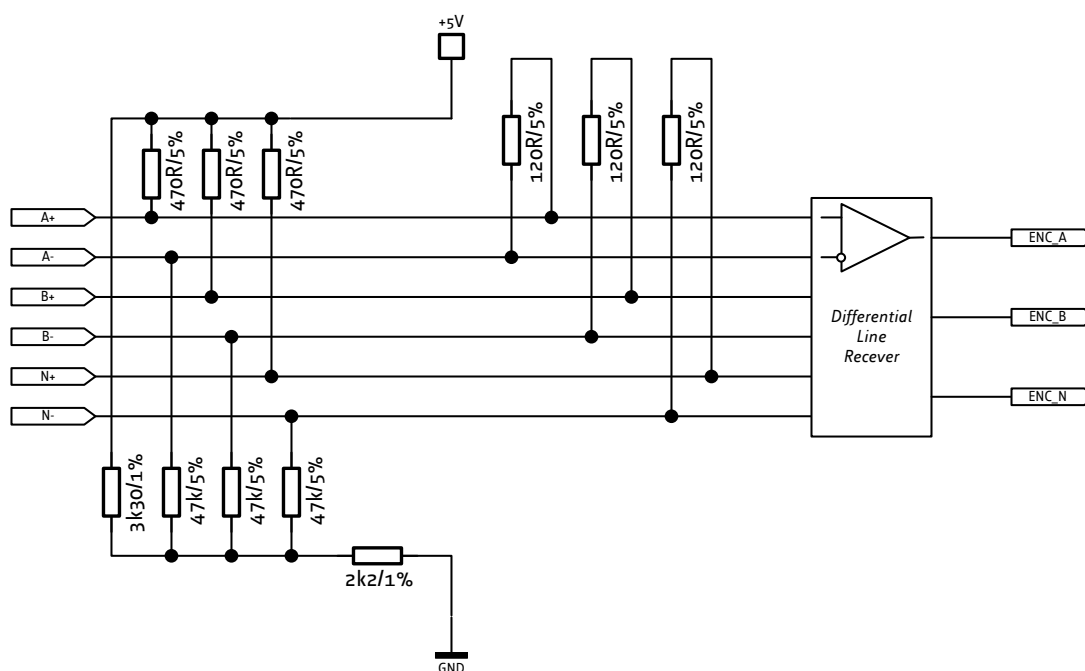 +5V
470R/5%
470R/5%
470R/5%
120R/5%
120R/5%
120R/5%
A+
A-
B+
B-
N+
N-
Differential
Line
Recever
ENC_A
ENC_B
ENC_N
3k30/1%
47k/5%
47k/5%
47k/5%
2k2/1%
GND